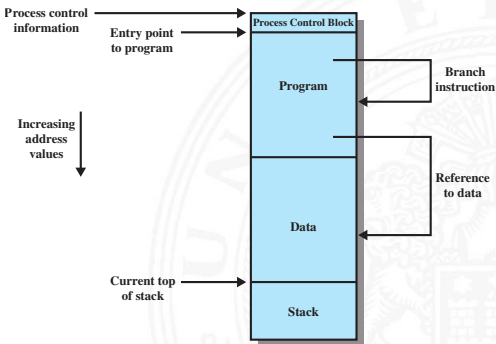 Process control
information
Process Control Block
Entry point
to program
Program
Branch
instruction
Increasing
address
values
Reference
to data
Data
Current top
of stack
Stack